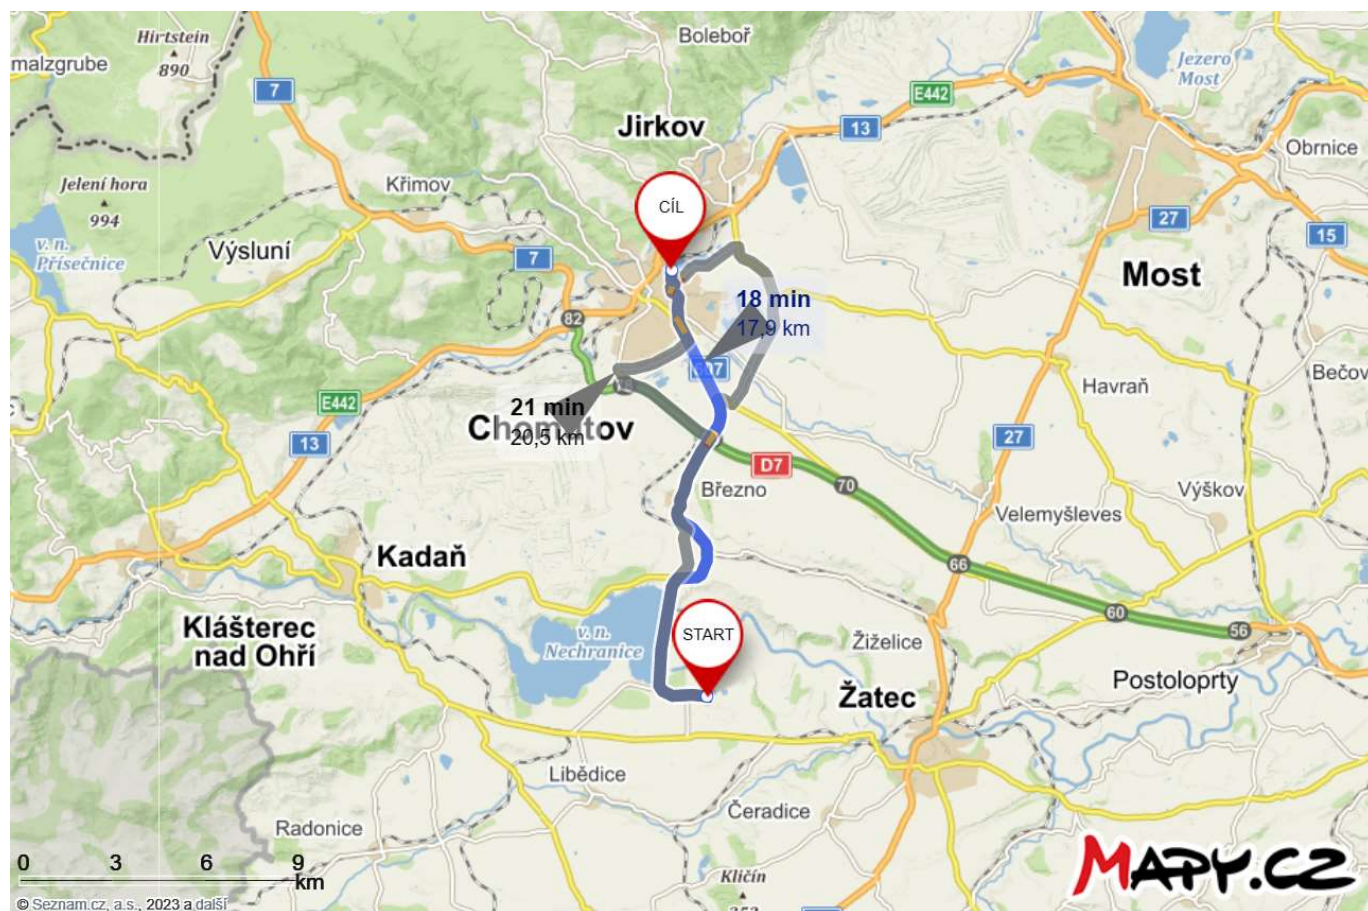 Hirtstein
890
malzgrube
Boleboř
Jezero
Most
7
E442
13
Jirkov
Obrnice
Jelení hora
994
Křimov
CÍL
27
15
v. n.
Přísečnice
Výsluní
7
Most
18 min
17,9 km
82
Havraň
Bečov
E442
21 min
20,5 km
Chomutov
13
27
D7
70
Březno
Výškov
Velemyšleves
Kadaň
66
60
56
Klášterec
nad Ohří
v. n.
Nechranice
START
Žiželice
Žatec
Postoloprty
Libědice
Čeradice
Radonice
0 3 6 9
km
Kličín
MAPY.CZ
© Seznam.cz, a.s., 2023 a další